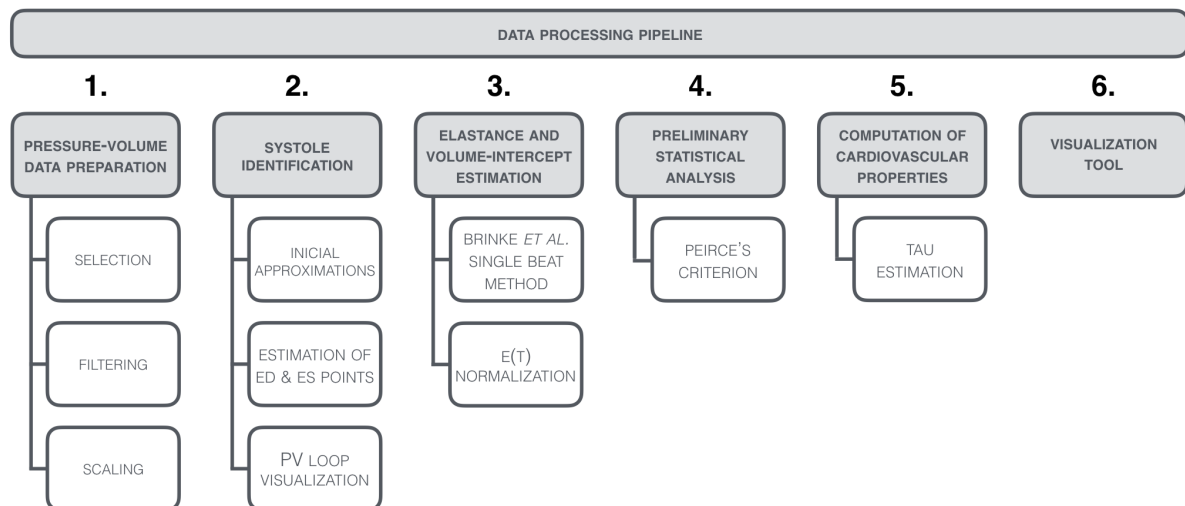 DATA PROCESSING PIPELINE
1.
PRESSURE-VOLUME
DATA PREPARATION
SELECTION
FILTERING
SCALING
2.
SYSTOLE
IDENTIFICATION
INICIAL
APPROXIMATIONS
ESTIMATION OF
ED & ES POINTS
PV LOOP
VISUALIZATION
3.
ELASTANCE AND
VOLUME-INTERCEPT
ESTIMATION
BRINKE ET AL.
SINGLE BEAT
METHOD
E(T)
NORMALIZATION
4.
PRELIMINARY
STATISTICAL
ANALYSIS
PEIRCE'S
CRITERION
5.
COMPUTATION OF
CARDIOVASCULAR
PROPERTIES
TAU
ESTIMATION
6.
VISUALIZATION
TOOL